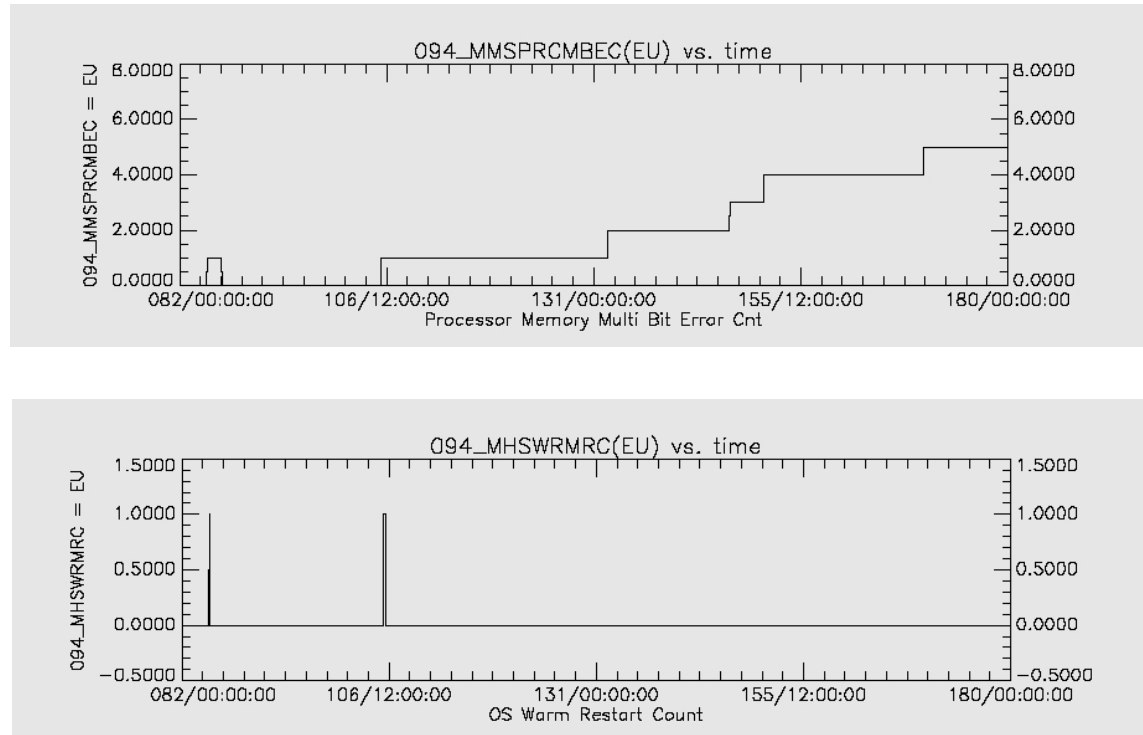 094_MMSPRCMBEC(EU) vs. time
094_MMSPRCMBEC = EU
8.0000 8.0000
6.0000 6.0000
4.0000 4.0000
2.0000 2.0000
0.0000 0.0000
082/00:00:00 106/12:00:00 131/00:00:00 155/12:00:00 180/00:00:00
Processor Memory Multi Bit Error Cnt
094_MHSWRMRC(EU) vs. time
094_MHSWRMRC = EU
1.5000 1.5000
1.0000 1.0000
0.5000 0.5000
0.0000 0.0000
-0.5000 -0.5000
082/00:00:00 106/12:00:00 131/00:00:00 155/12:00:00 180/00:00:00
OS Warm Restart Count